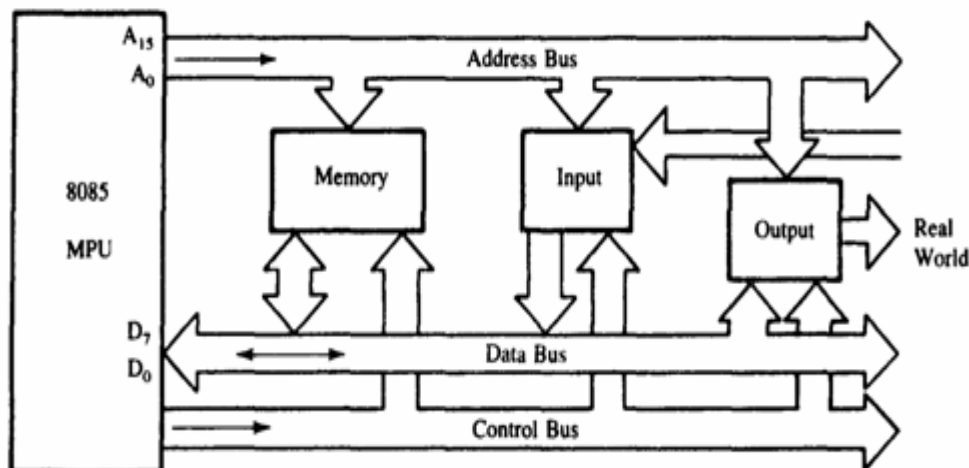 A15
Address Bus
A0
8085
MPU
Memory
Input
Output
Real
World
D7
D0
Data Bus
Control Bus